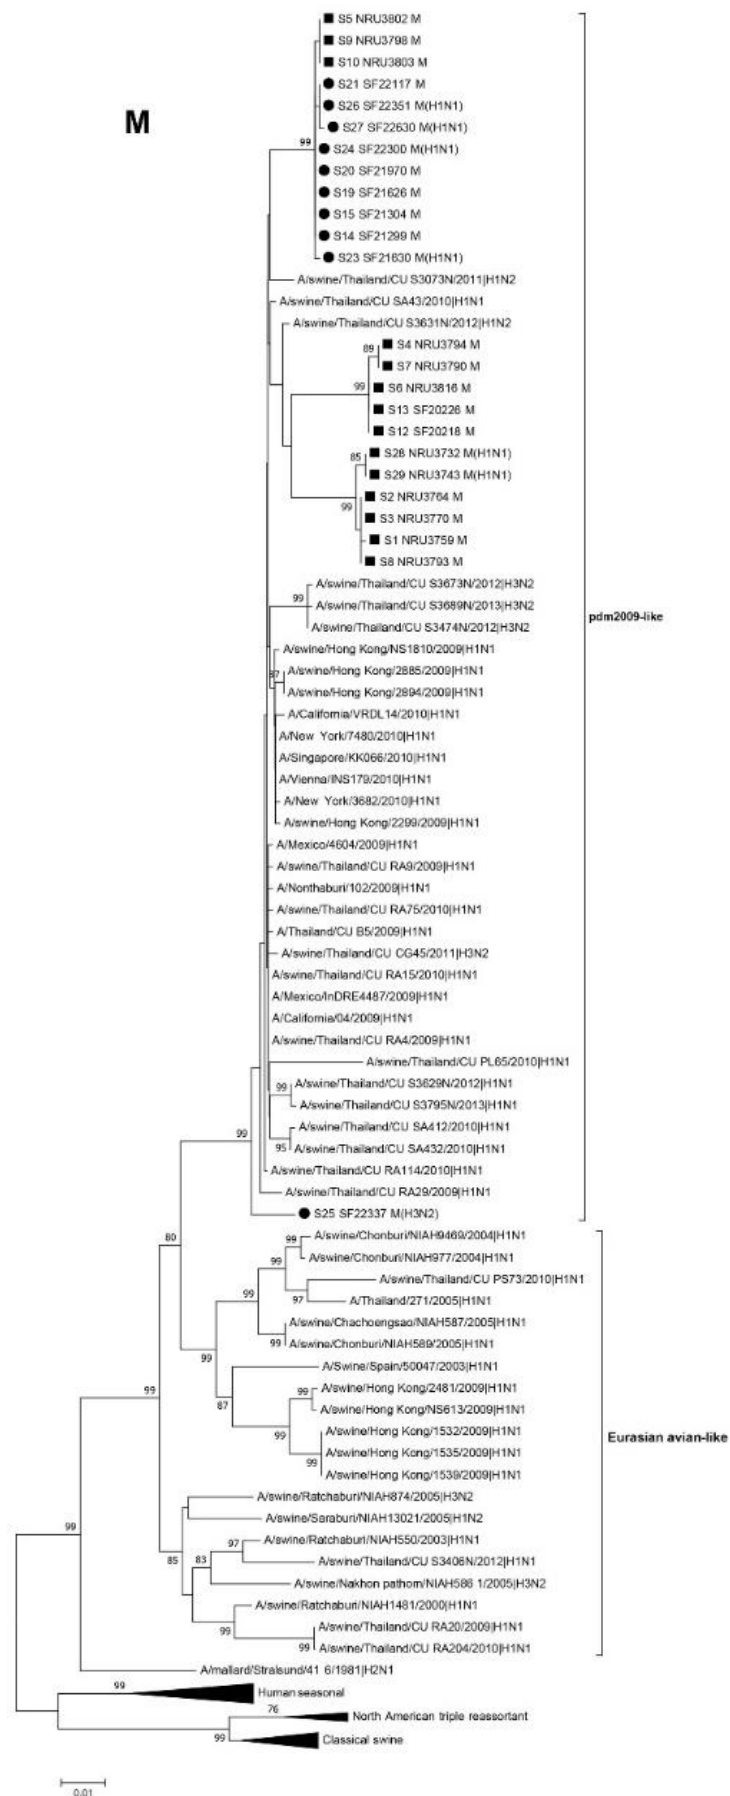 S5 NRU3802 M
S9 NRU3798 M
S10 NRU3803 M
S21 SF22117 M
M
S26 SF22351 M(H1N1)
S27 SF22630 M(H1N1)
99
S24 SF22300 M(H1N1)
S20 SF21970 M
S19 SF21626 M
S15 SF21304 M
S14 SF21299 M
S23 SF21630 M(H1N1)
A/swine/Thailand/CU S3073N/2011|H1N2
A/swine/Thailand/CU SA43/2010|H1N1
A/swine/Thailand/CU S3631N/2012|H1N2
89
S4 NRU3794 M
S7 NRU3790 M
99
S6 NRU3816 M
S13 SF20226 M
S12 SF20218 M
85
S28 NRU3732 M(H1N1)
S29 NRU3743 M(H1N1)
99
S2 NRU3764 M
S3 NRU3770 M
S1 NRU3759 M
S8 NRU3793 M
A/swine/Thailand/CU S3673N/2012|H3N2
99
A/swine/Thailand/CU S3689N/2013|H3N2
pdm2009-like
A/swine/Thailand/CU S3474N/2012|H3N2
A/swine/Hong Kong/NS1810/2009|H1N1
87
A/swine/Hong Kong/2885/2009|H1N1
A/swine/Hong Kong/2894/2009|H1N1
A/California/VRDL14/2010|H1N1
A/New York/7480/2010|H1N1
A/Singapore/KK066/2010|H1N1
A/Vienna/INS179/2010|H1N1
A/New York/3682/2010|H1N1
A/swine/Hong Kong/2299/2009|H1N1
A/Mexico/4604/2009|H1N1
A/swine/Thailand/CU RA9/2009|H1N1
A/Nonthaburi/102/2009|H1N1
A/swine/Thailand/CU RA75/2010|H1N1
A/Thailand/CU B5/2009|H1N1
A/swine/Thailand/CU CG45/2011|H3N2
A/swine/Thailand/CU RA15/2010|H1N1
A/Mexico/InDRE4487/2009|H1N1
A/California/04/2009|H1N1
A/swine/Thailand/CU RA4/2009|H1N1
A/swine/Thailand/CU PL65/2010|H1N1
99
A/swine/Thailand/CU S3629N/2012|H1N1
A/swine/Thailand/CU S3795N/2013|H1N1
99
A/swine/Thailand/CU SA412/2010|H1N1
95
A/swine/Thailand/CU SA432/2010|H1N1
A/swine/Thailand/CU RA114/2010|H1N1
A/swine/Thailand/CU RA29/2009|H1N1
S25 SF22337 M(H3N2)
80
99
A/swine/Chonburi/NIAH9469/2004|H1N1
99
A/swine/Chonburi/NIAH977/2004|H1N1
A/swine/Thailand/CU PS73/2010|H1N1
99
97
A/Thailand/271/2005|H1N1
A/swine/Chachoengsao/NIAH587/2005|H1N1
99
A/swine/Chonburi/NIAH589/2005|H1N1
99
A/Swine/Spain/50047/2003|H1N1
99
99
A/swine/Hong Kong/2481/2009|H1N1
87
A/swine/Hong Kong/NS613/2009|H1N1
99
A/swine/Hong Kong/1532/2009|H1N1
Eurasian avian-like
A/swine/Hong Kong/1535/2009|H1N1
99
A/swine/Hong Kong/1539/2009|H1N1
A/swine/Ratchaburi/NIAH874/2005|H3N2
A/swine/Saraburi/NIAH13021/2005|H1N2
99
97
A/swine/Ratchaburi/NIAH550/2003|H1N1
85
83
A/swine/Thailand/CU S3406N/2012|H1N1
A/swine/Nakhon pathom/NIAH586 1/2005|H3N2
A/swine/Ratchaburi/NIAH1481/2000|H1N1
99
A/swine/Thailand/CU RA20/2009|H1N1
99
A/swine/Thailand/CU RA204/2010|H1N1
A/mallard/Stralsund/41 6/1981|H2N1
99
Human seasonal
76
North American triple reassortant
99
Classical swine
0.01